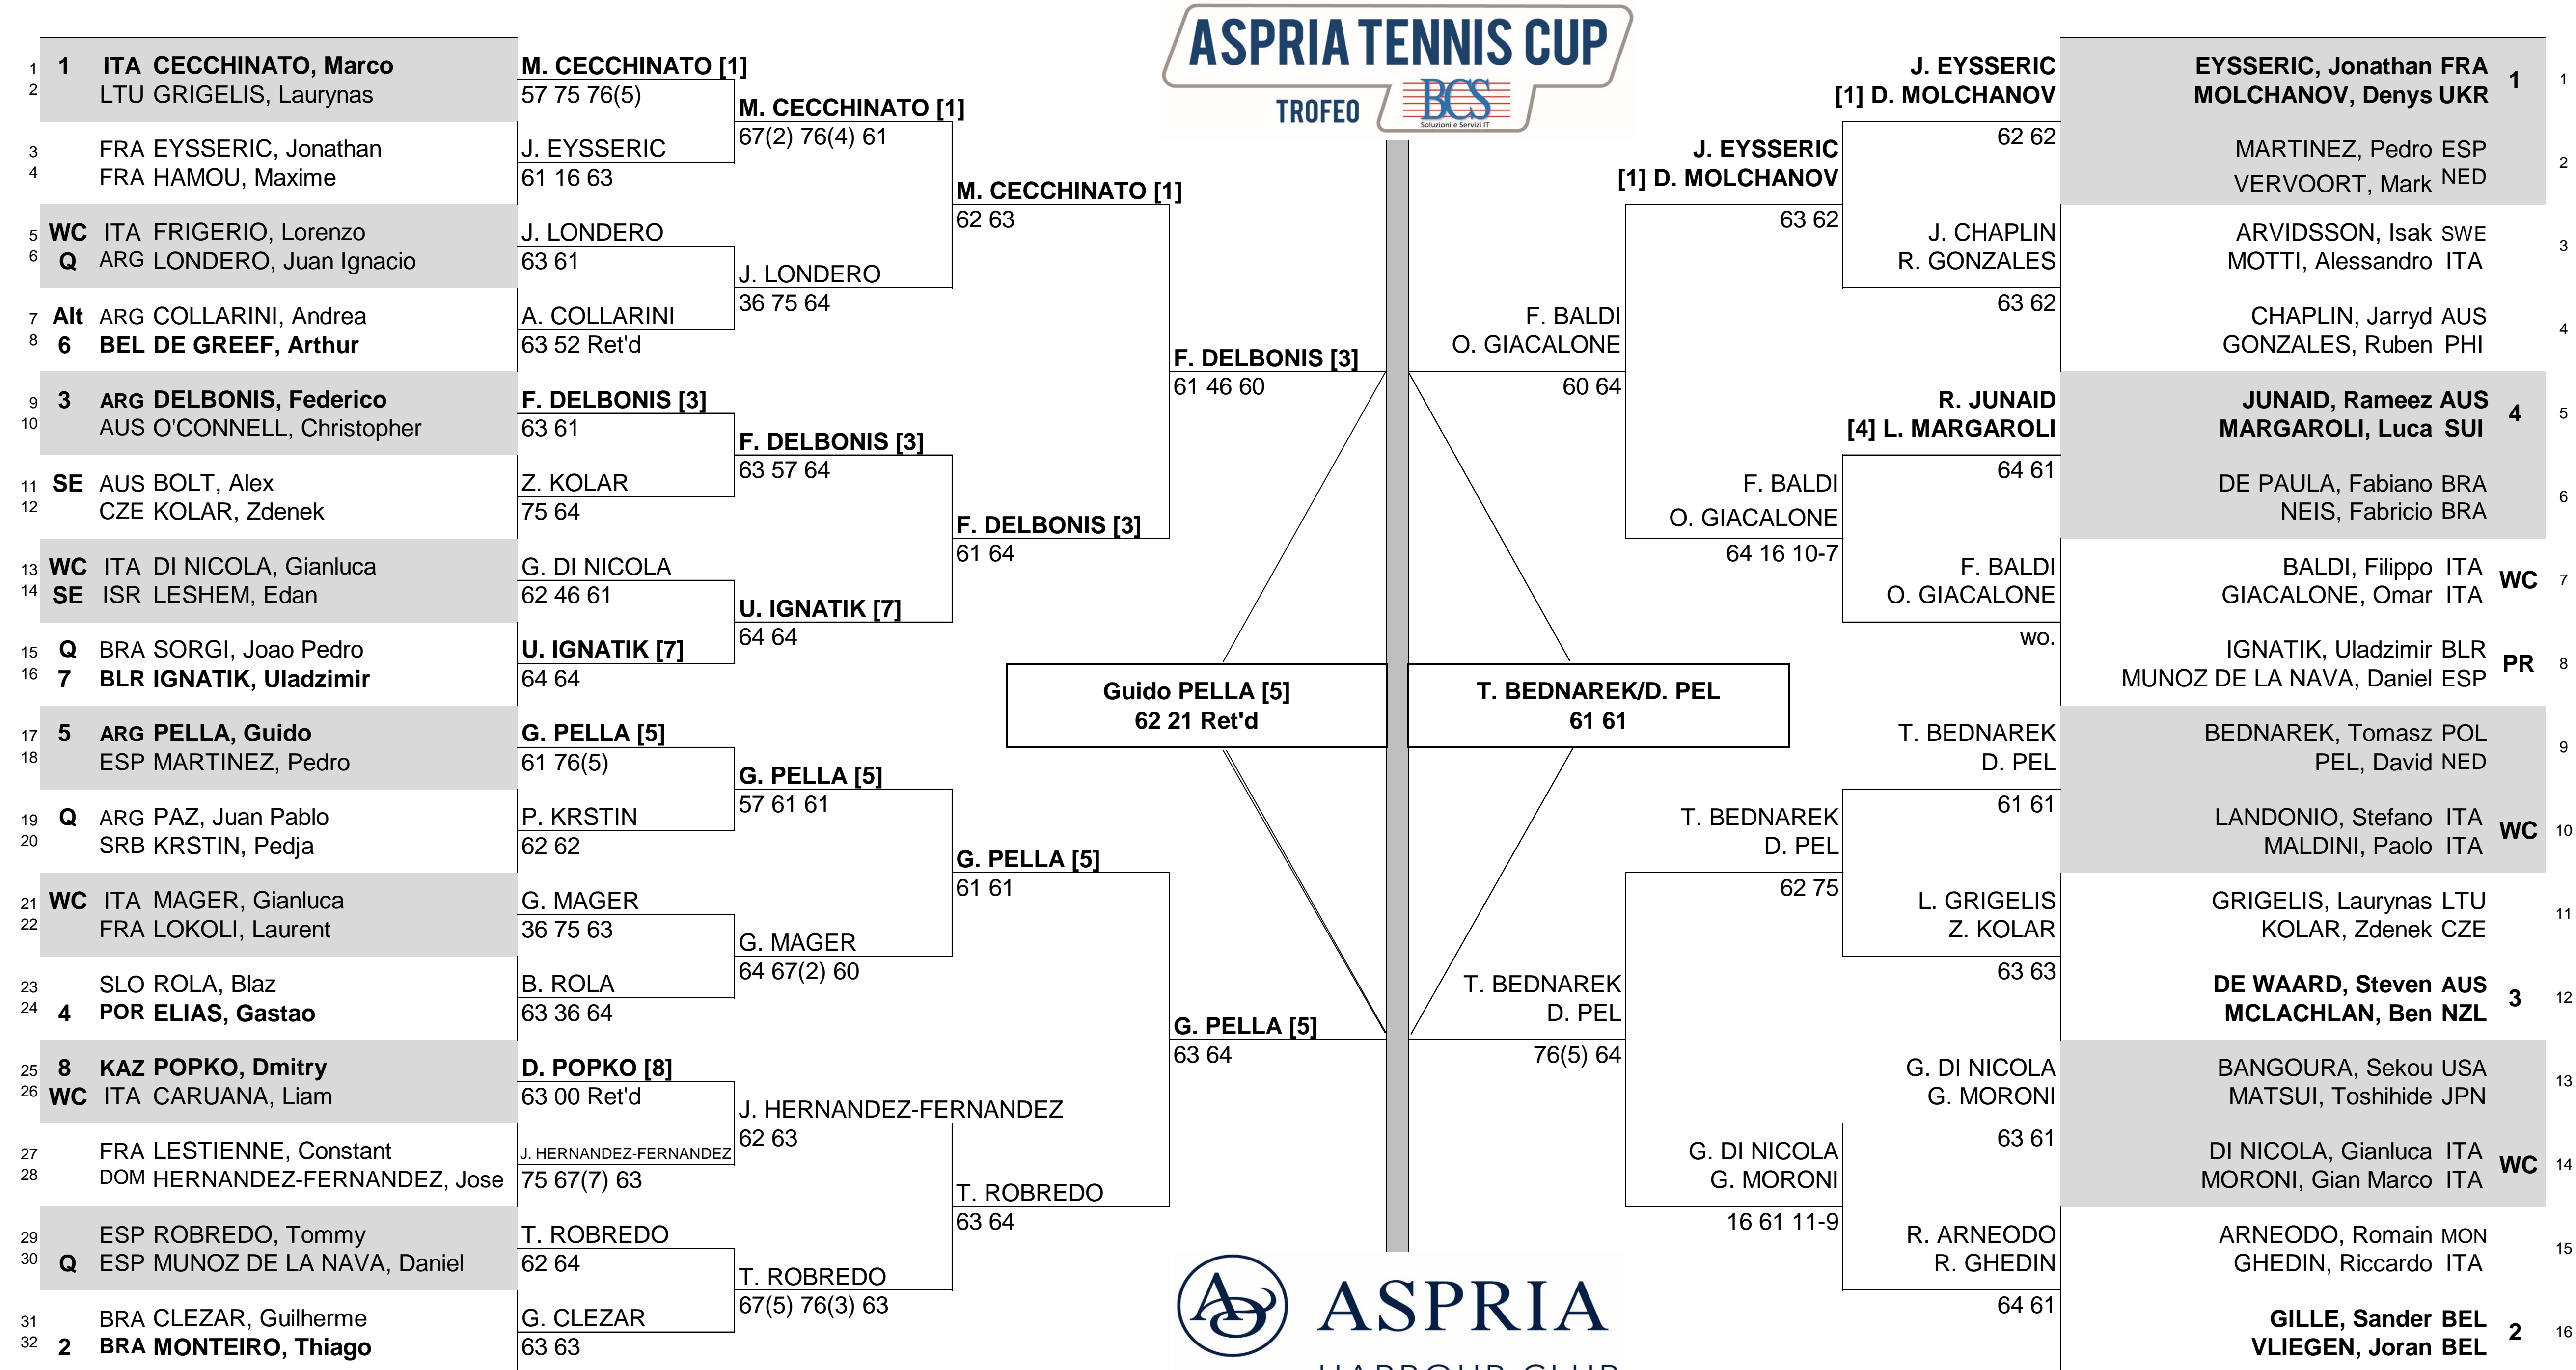 ASPRIA TENNIS CUP
TROFEO BCS
Soluzioni e Servizi IT
1 1 ITA CECCHINATO, Marco
2 LTU GRIGELIS, Laurynas
3 FRA EYSSERIC, Jonathan
4 FRA HAMOU, Maxime
5 WC ITA FRIGERIO, Lorenzo
6 Q ARG LONDERO, Juan Ignacio
7 Alt ARG COLLARINI, Andrea
8 6 BEL DE GREEF, Arthur
9 3 ARG DELBONIS, Federico
10 AUS O'CONNELL, Christopher
11 SE AUS BOLT, Alex
12 CZE KOLAR, Zdenek
13 WC ITA DI NICOLA, Gianluca
14 SE ISR LESHEM, Edan
15 Q BRA SORGI, Joao Pedro
16 7 BLR IGNATIK, Uladzimir
17 5 ARG PELLA, Guido
18 ESP MARTINEZ, Pedro
19 Q ARG PAZ, Juan Pablo
20 SRB KRSTIN, Pedja
21 WC ITA MAGER, Gianluca
22 FRA LOKOLI, Laurent
23 SLO ROLA, Blaz
24 4 POR ELIAS, Gastao
25 8 KAZ POPKO, Dmitry
26 WC ITA CARUANA, Liam
27 FRA LESTIENNE, Constant
28 DOM HERNANDEZ-FERNANDEZ, Jose
29 ESP ROBREDO, Tommy
30 Q ESP MUNOZ DE LA NAVA, Daniel
31 BRA CLEZAR, Guilherme
32 2 BRA MONTEIRO, Thiago
M. CECCHINATO [1]
57 75 76(5)
J. EYSSERIC
61 16 63
J. LONDERO
63 61
A. COLLARINI
63 52 Ret'd
F. DELBONIS [3]
63 61
Z. KOLAR
75 64
G. DI NICOLA
62 46 61
U. IGNATIK [7]
64 64
G. PELLA [5]
61 76(5)
P. KRSTIN
62 62
G. MAGER
36 75 63
B. ROLA
63 36 64
D. POPKO [8]
63 00 Ret'd
J. HERNANDEZ-FERNANDEZ
75 67(7) 63
T. ROBREDO
62 64
G. CLEZAR
63 63
M. CECCHINATO [1]
67(2) 76(4) 61
J. LONDERO
36 75 64
F. DELBONIS [3]
63 57 64
U. IGNATIK [7]
64 64
G. PELLA [5]
57 61 61
G. MAGER
64 67(2) 60
J. HERNANDEZ-FERNANDEZ
62 63
T. ROBREDO
67(5) 76(3) 63
M. CECCHINATO [1]
62 63
F. DELBONIS [3]
61 64
G. PELLA [5]
61 61
T. ROBREDO
63 64
F. DELBONIS [3]
61 46 60
G. PELLA [5]
63 64
Guido PELLA [5]
62 21 Ret'd
T. BEDNAREK/D. PEL
61 61
F. BALDI
O. GIACALONE
60 64
T. BEDNAREK
D. PEL
76(5) 64
J. EYSSERIC
[1] D. MOLCHANOV
63 62
F. BALDI
O. GIACALONE
64 16 10-7
T. BEDNAREK
D. PEL
62 75
G. DI NICOLA
G. MORONI
16 61 11-9
J. EYSSERIC
[1] D. MOLCHANOV
62 62
J. CHAPLIN
R. GONZALES
63 62
R. JUNAID
[4] L. MARGAROLI
64 61
F. BALDI
O. GIACALONE
wo.
T. BEDNAREK
D. PEL
61 61
L. GRIGELIS
Z. KOLAR
63 63
G. DI NICOLA
G. MORONI
63 61
R. ARNEODO
R. GHEDIN
64 61
EYSSERIC, Jonathan FRA 1 1
MOLCHANOV, Denys UKR
MARTINEZ, Pedro ESP 2
VERVOORT, Mark NED
ARVIDSSON, Isak SWE 3
MOTTI, Alessandro ITA
CHAPLIN, Jarryd AUS 4
GONZALES, Ruben PHI
JUNAID, Rameez AUS 4 5
MARGAROLI, Luca SUI
DE PAULA, Fabiano BRA 6
NEIS, Fabricio BRA
BALDI, Filippo ITA WC 7
GIACALONE, Omar ITA
IGNATIK, Uladzimir BLR PR 8
MUNOZ DE LA NAVA, Daniel ESP
BEDNAREK, Tomasz POL 9
PEL, David NED
LANDONIO, Stefano ITA WC 10
MALDINI, Paolo ITA
GRIGELIS, Laurynas LTU 11
KOLAR, Zdenek CZE
DE WAARD, Steven AUS 3 12
MCLACHLAN, Ben NZL
BANGOURA, Sekou USA 13
MATSUI, Toshihide JPN
DI NICOLA, Gianluca ITA WC 14
MORONI, Gian Marco ITA
ARNEODO, Romain MON 15
GHEDIN, Riccardo ITA
GILLE, Sander BEL 2 16
VLIEGEN, Joran BEL
ASPRIA
HARBOUR CLUB